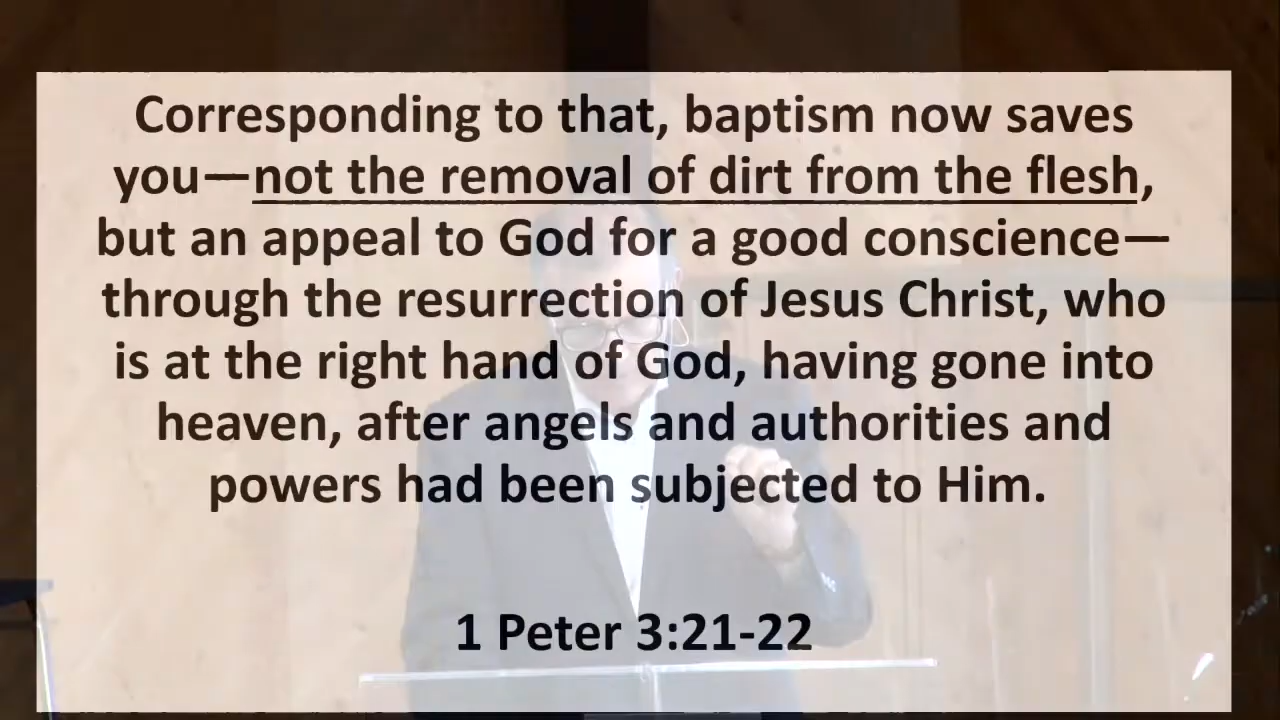 Corresponding to that, baptism now saves
you—not the removal of dirt from the flesh,
but an appeal to God for a good conscience—
through the resurrection of Jesus Christ, who
is at the right hand of God, having gone into
heaven, after angels and authorities and
powers had been subjected to Him.
1 Peter 3:21-22